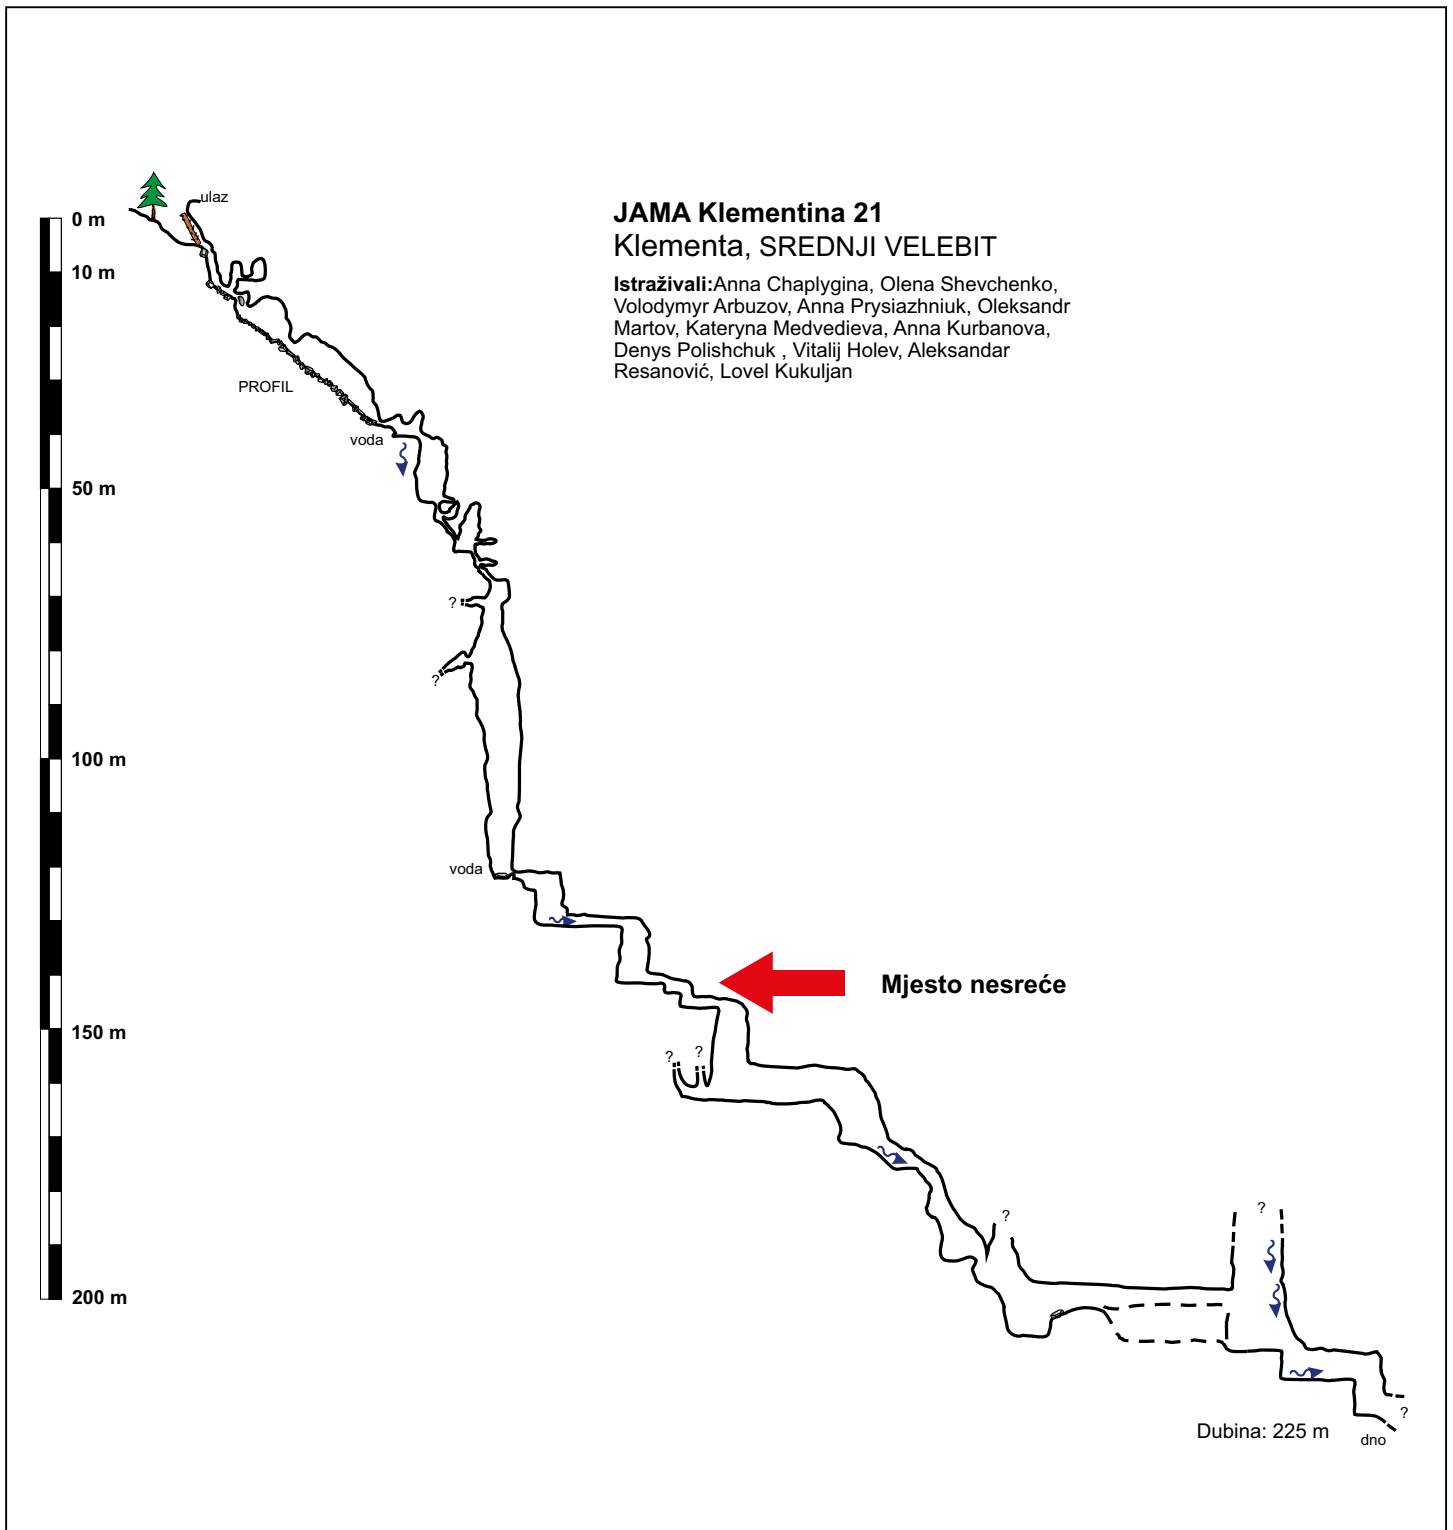 ulaz
0 m
10 m
JAMA Klementina 21
Klementa, SREDNJI VELEBIT
Istraživali:Anna Chaplygina, Olena Shevchenko,
Volodymyr Arbuzov, Anna Prysiazhniuk, Oleksandr
Martov, Kateryna Medvedieva, Anna Kurbanova,
Denys Polishchuk , Vitalij Holev, Aleksandar
Resanović, Lovel Kukuljan
PROFIL
voda
50 m
?
?
100 m
voda
Mjesto nesreće
150 m
? ?
?
?
200 m
?
Dubina: 225 m
dno